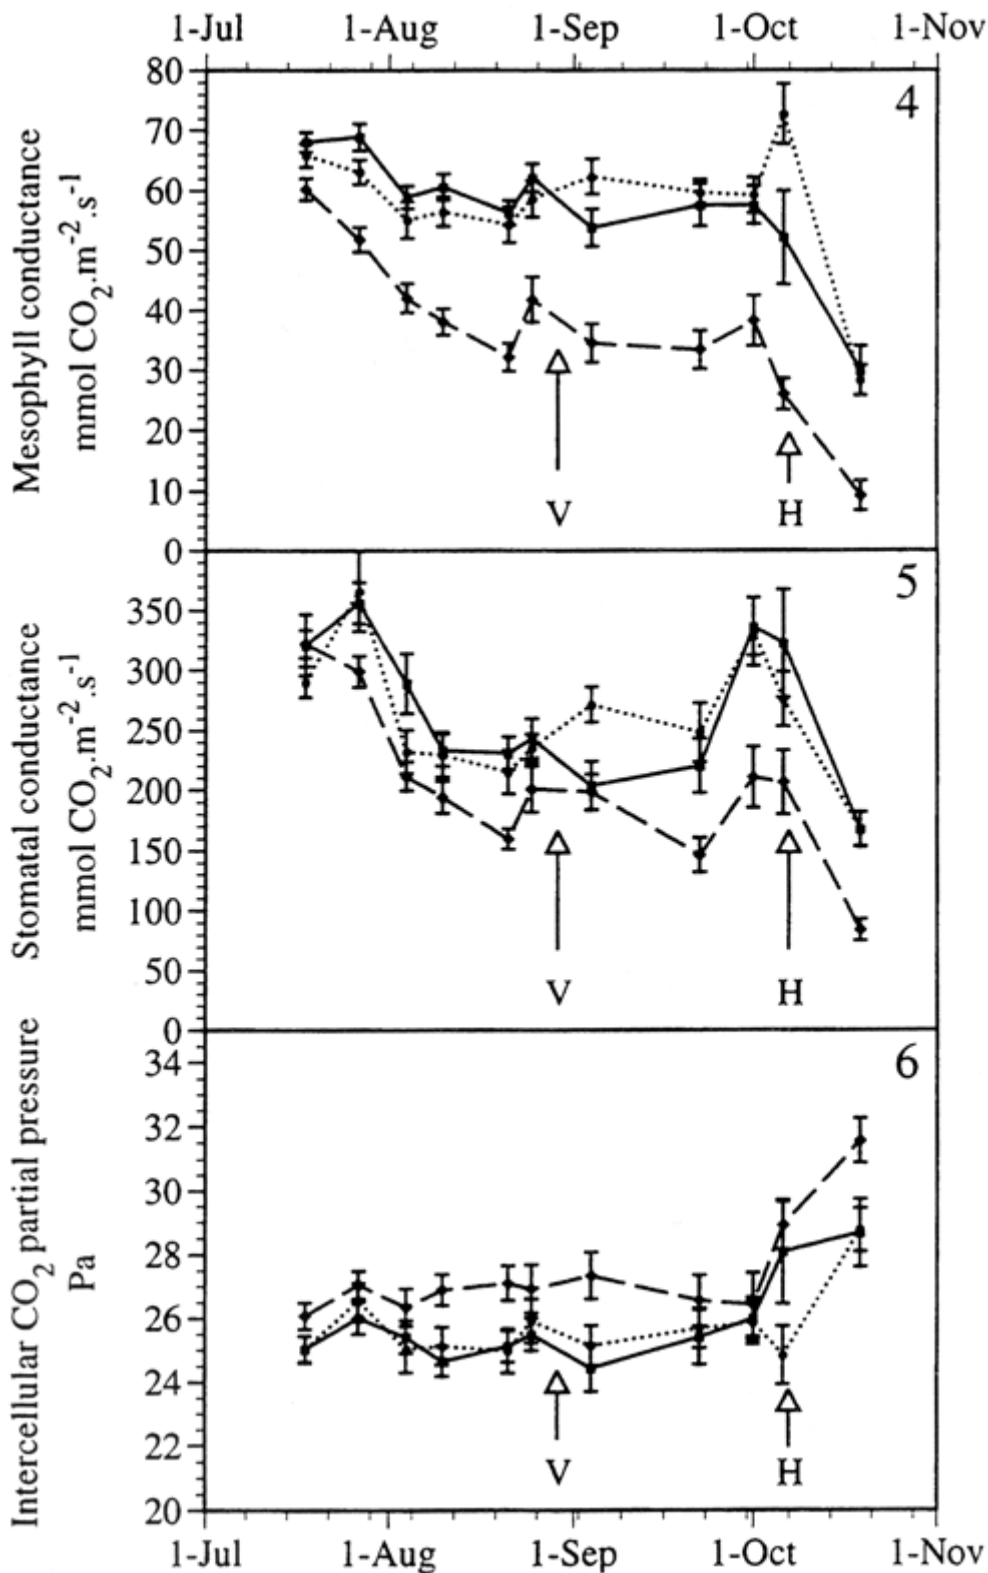 1-Jul 1-Aug 1-Sep 1-Oct 1-Nov
Mesophyll conductance
mmol CO₂.m⁻².s⁻¹
80
70
60
50
40
30
20
10
0
4
V H
Stomatal conductance
mmol CO₂.m⁻².s⁻¹
350
300
250
200
150
100
50
0
5
V H
Intercellular CO₂ partial pressure
Pa
34
32
30
28
26
24
22
20
6
V H
1-Jul 1-Aug 1-Sep 1-Oct 1-Nov